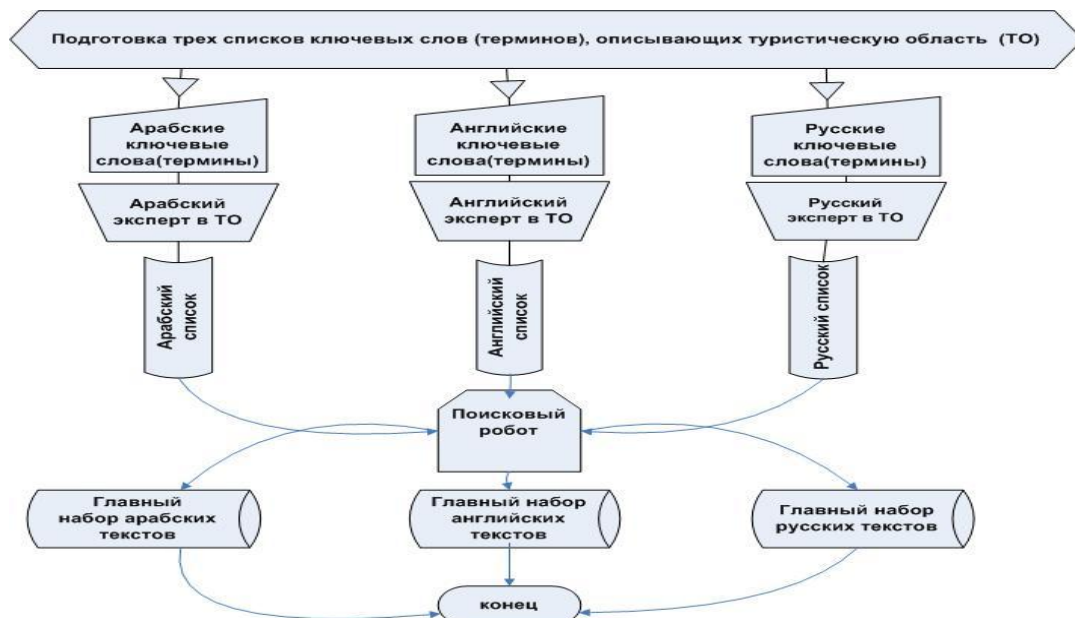 Подготовка трех списков ключевых слов (терминов), описывающих туристическую область (ТО)
Арабские
ключевые
слова(термины)
Английские
ключевые
слова(термины)
Русские
ключевые
слова(термины)
Арабский
эксперт в ТО
Английский
эксперт в ТО
Русский
эксперт в ТО
Арабский
список
Английский
список
Русский список
Поисковый
робот
Главный
набор арабских
текстов
Главный набор
английских
текстов
Главный набор
русских текстов
конец